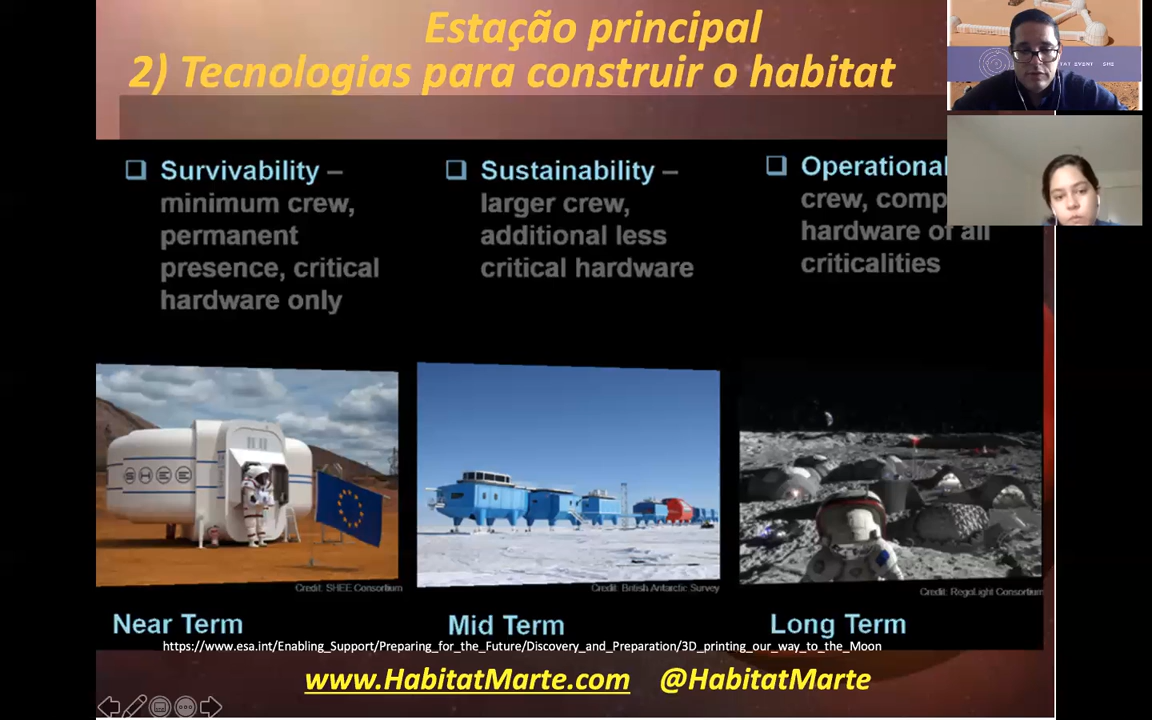 Estação principal
2) Tecnologias para construir o habitat
❑ Survivability –
minimum crew,
permanent
presence, critical
hardware only
❑ Sustainability –
larger crew,
additional less
critical hardware
❑ Operational
crew, comp
hardware of all
criticalities
SHEE
Credit: SHEE Consortium
Credit: British Antarctic Survey
Credit: RegoLight Consortium
Near Term
Mid Term
Long Term
https://www.esa.int/Enabling_Support/Preparing_for_the_Future/Discovery_and_Preparation/3D_printing_our_way_to_the_Moon
www.HabitatMarte.com @HabitatMarte